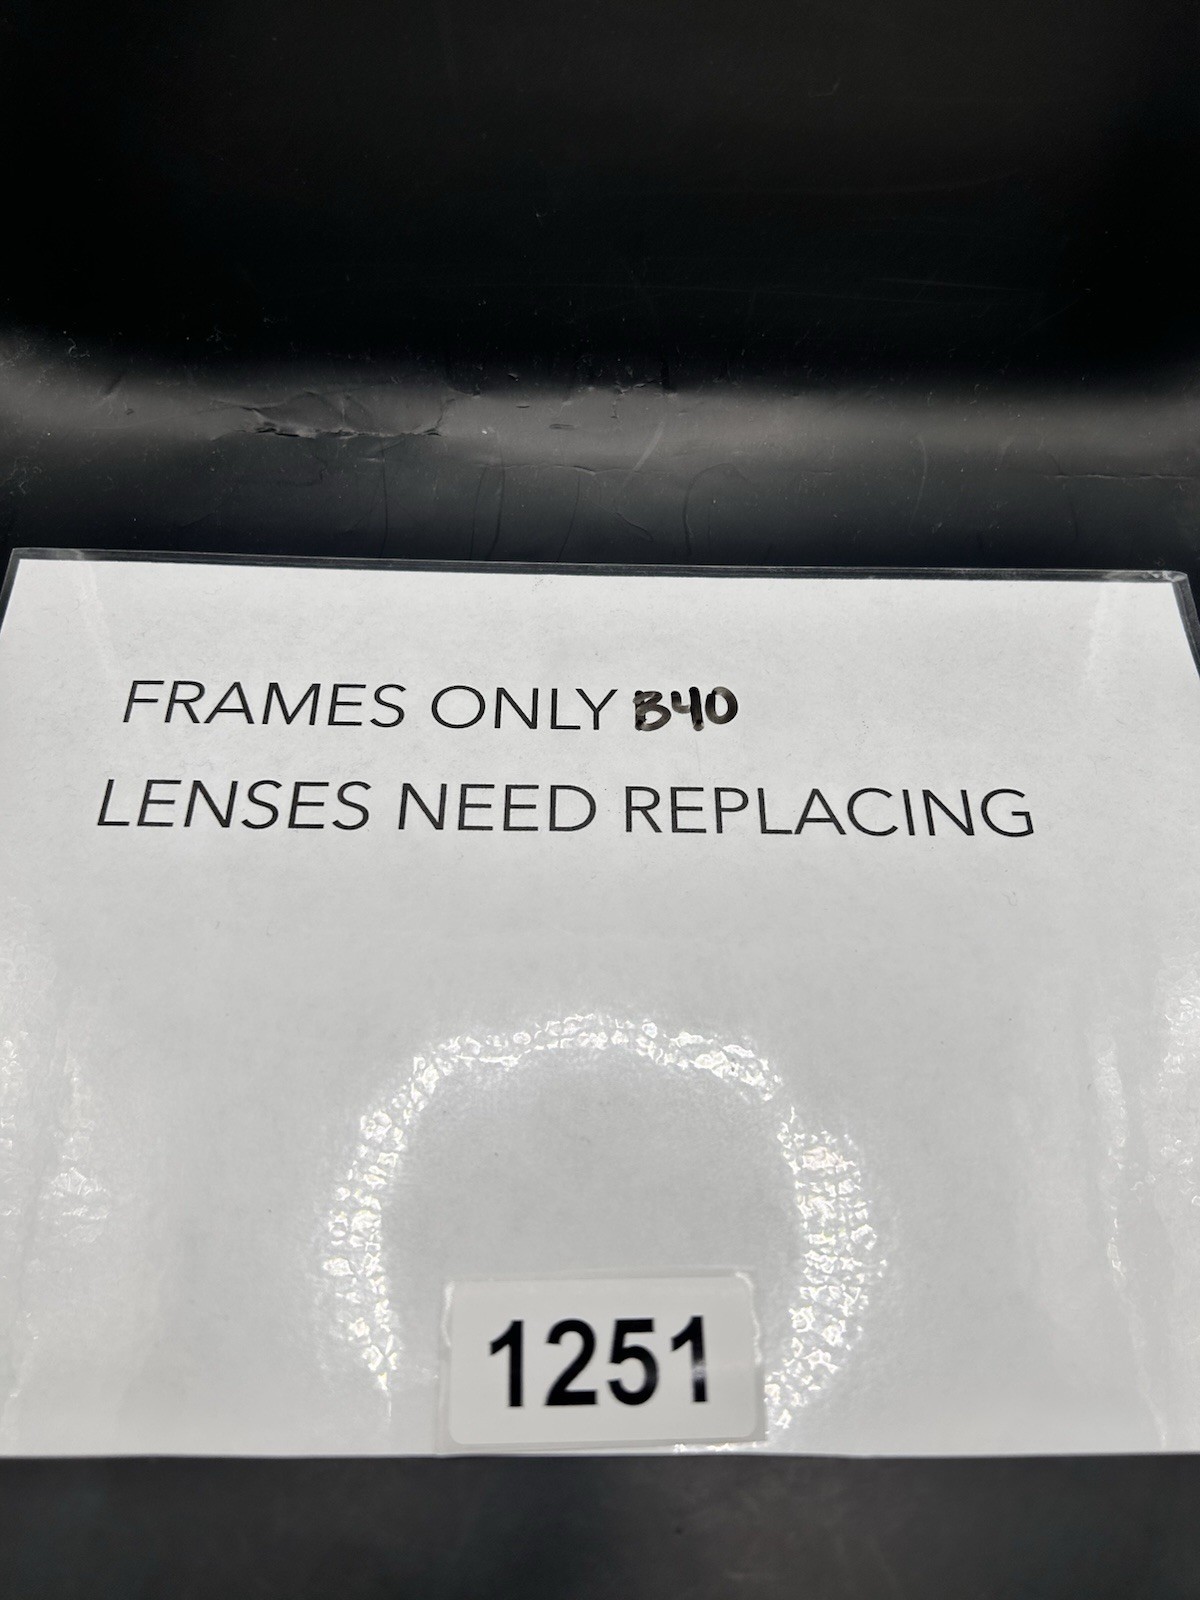 FRAMES ONLY B40
LENSES NEED REPLACING
1251